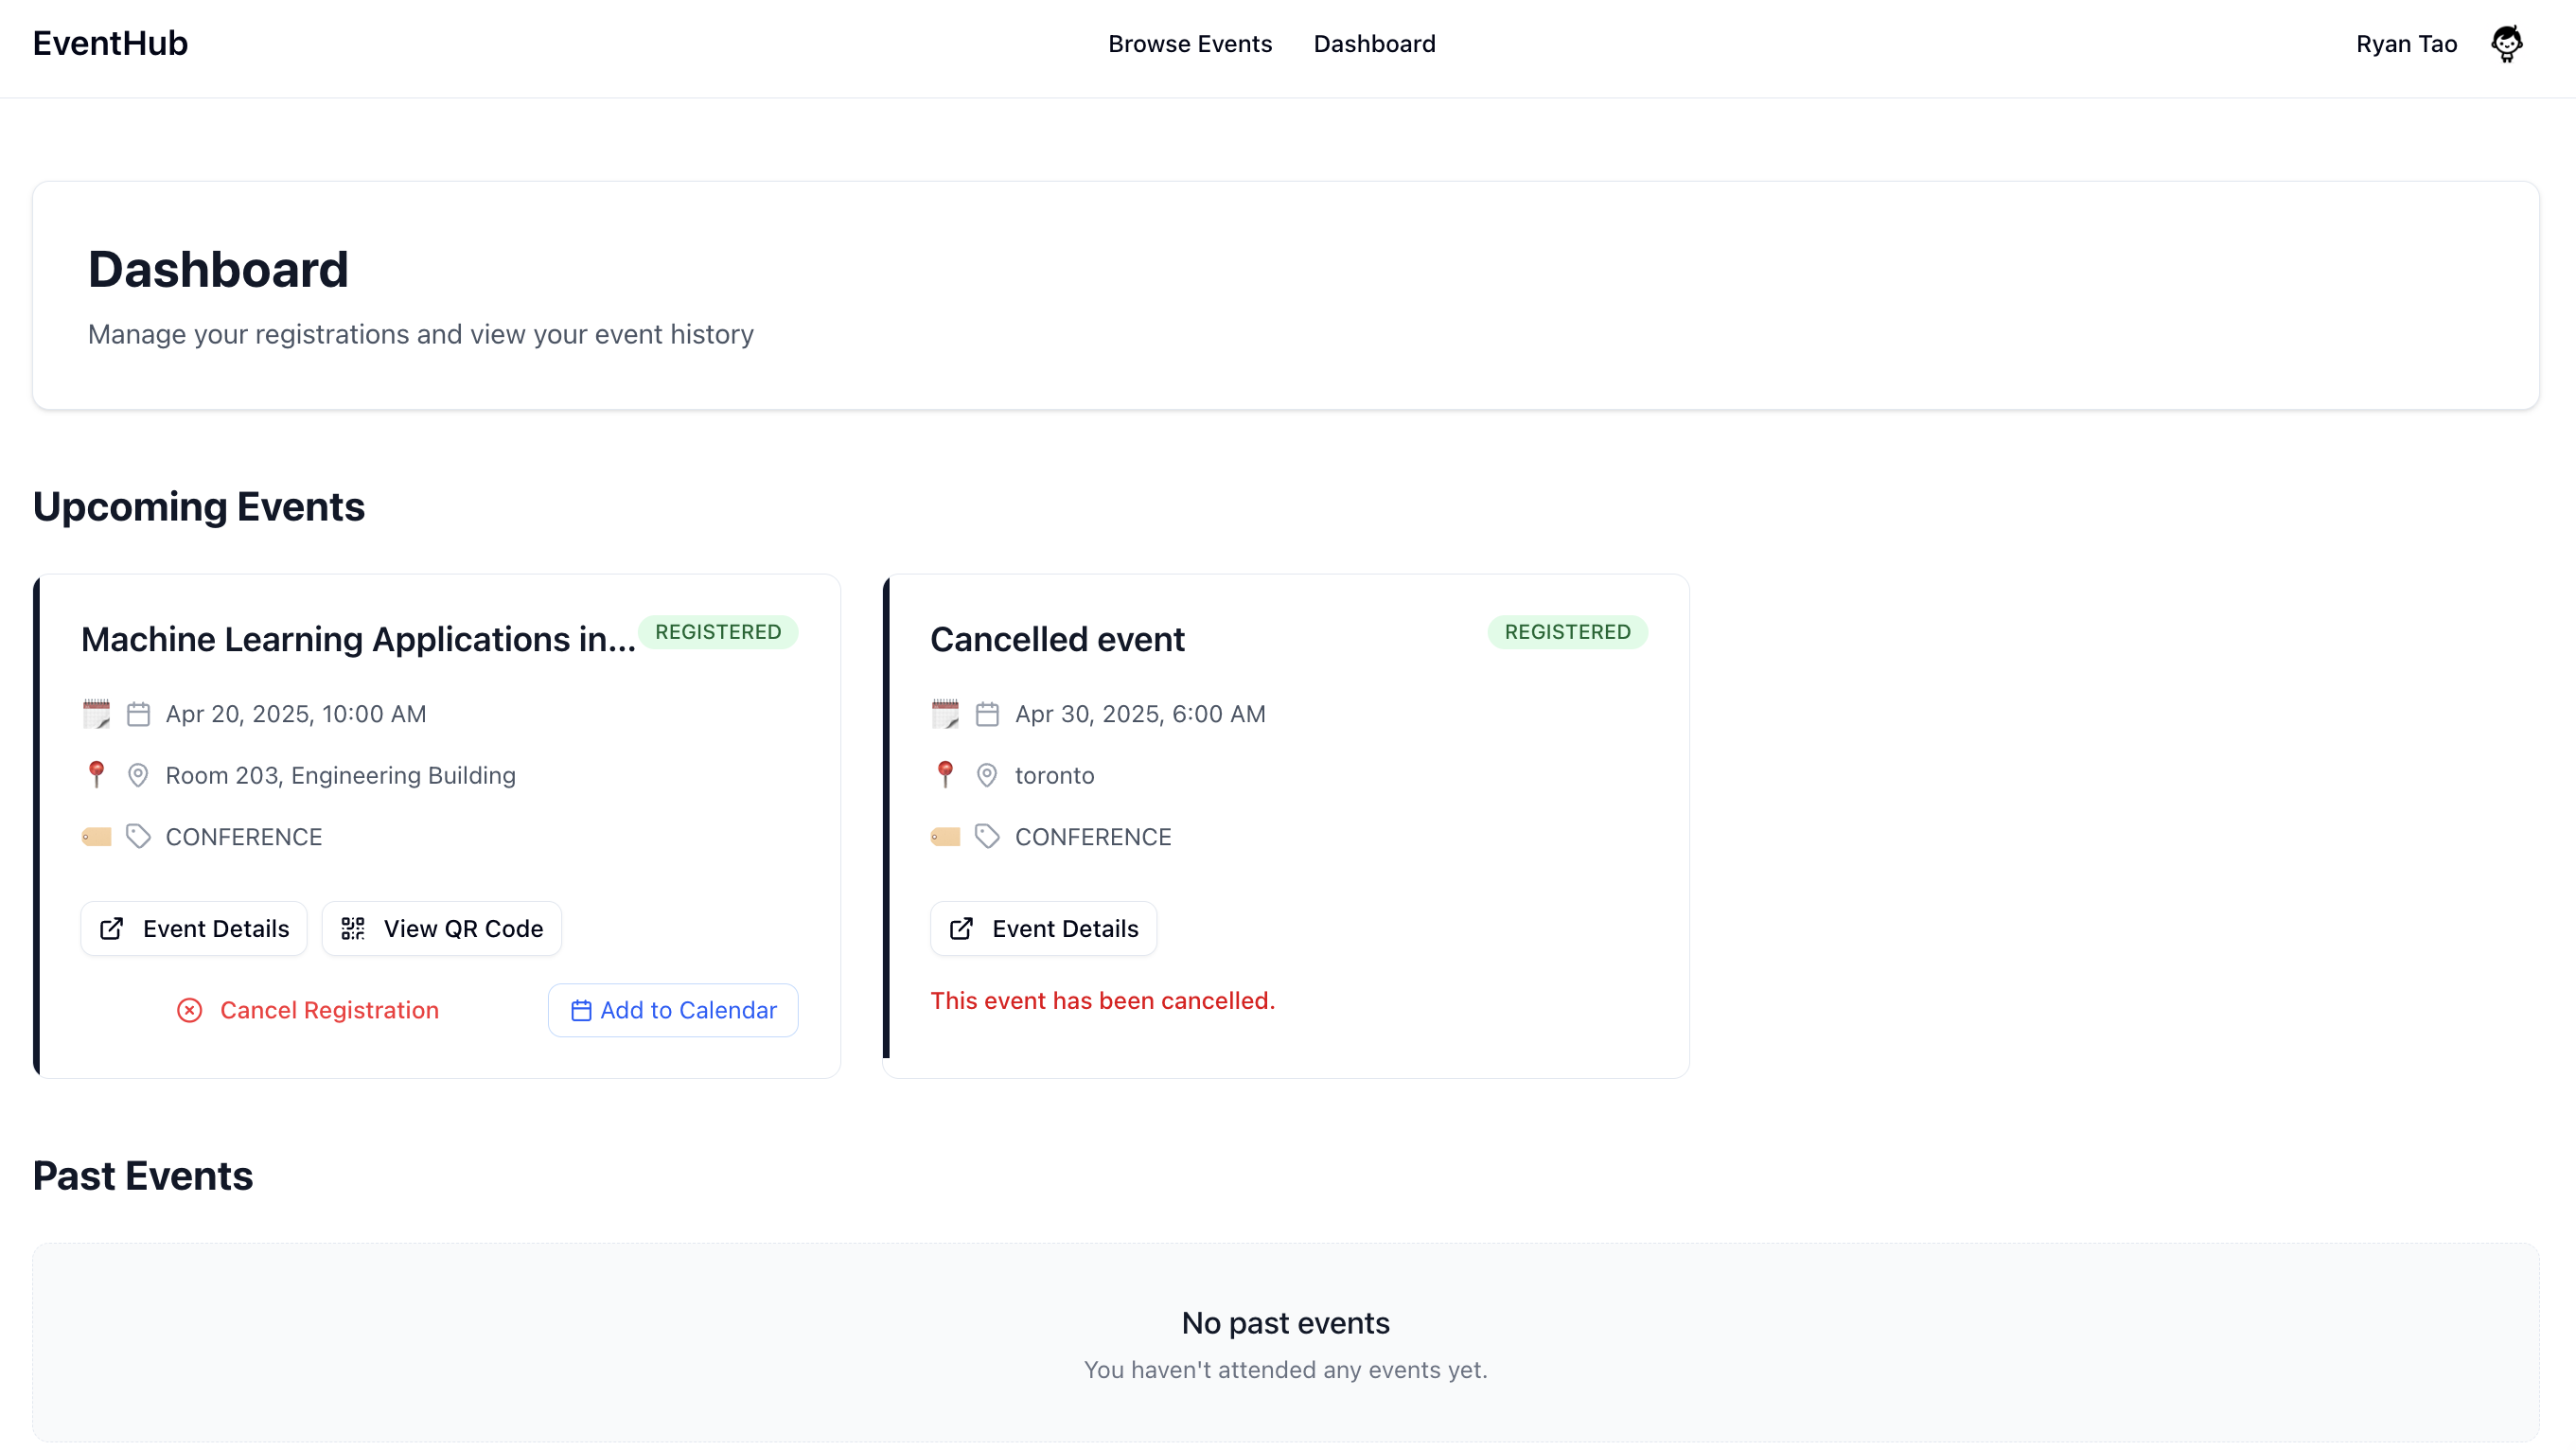 EventHub
Browse Events
Dashboard
Ryan Tao
Dashboard
Manage your registrations and view your event history
Upcoming Events
Machine Learning Applications in...
REGISTERED
Apr 20, 2025, 10:00 AM
Room 203, Engineering Building
CONFERENCE
Event Details
View QR Code
Cancel Registration
Add to Calendar
Cancelled event
REGISTERED
Apr 30, 2025, 6:00 AM
toronto
CONFERENCE
Event Details
This event has been cancelled.
Past Events
No past events
You haven't attended any events yet.